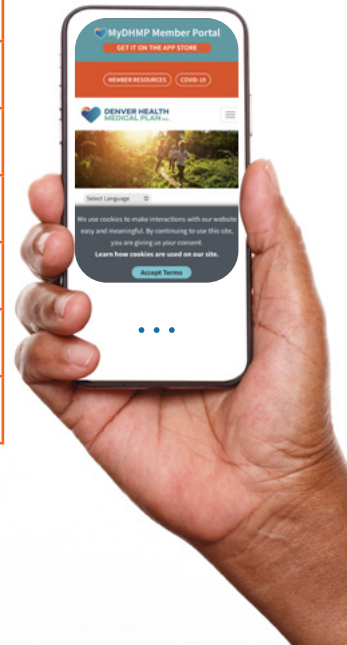 MyDHMP Member Portal
GET IT ON THE APP STORE
MEMBER RESOURCES
COVID-19
DENVER HEALTH
MEDICAL PLAN INC.
Select Language
We use cookies to make interactions with our website
easy and meaningful. By continuing to use this site,
you are giving us your consent.
Learn how cookies are used on our site.
Accept Terms